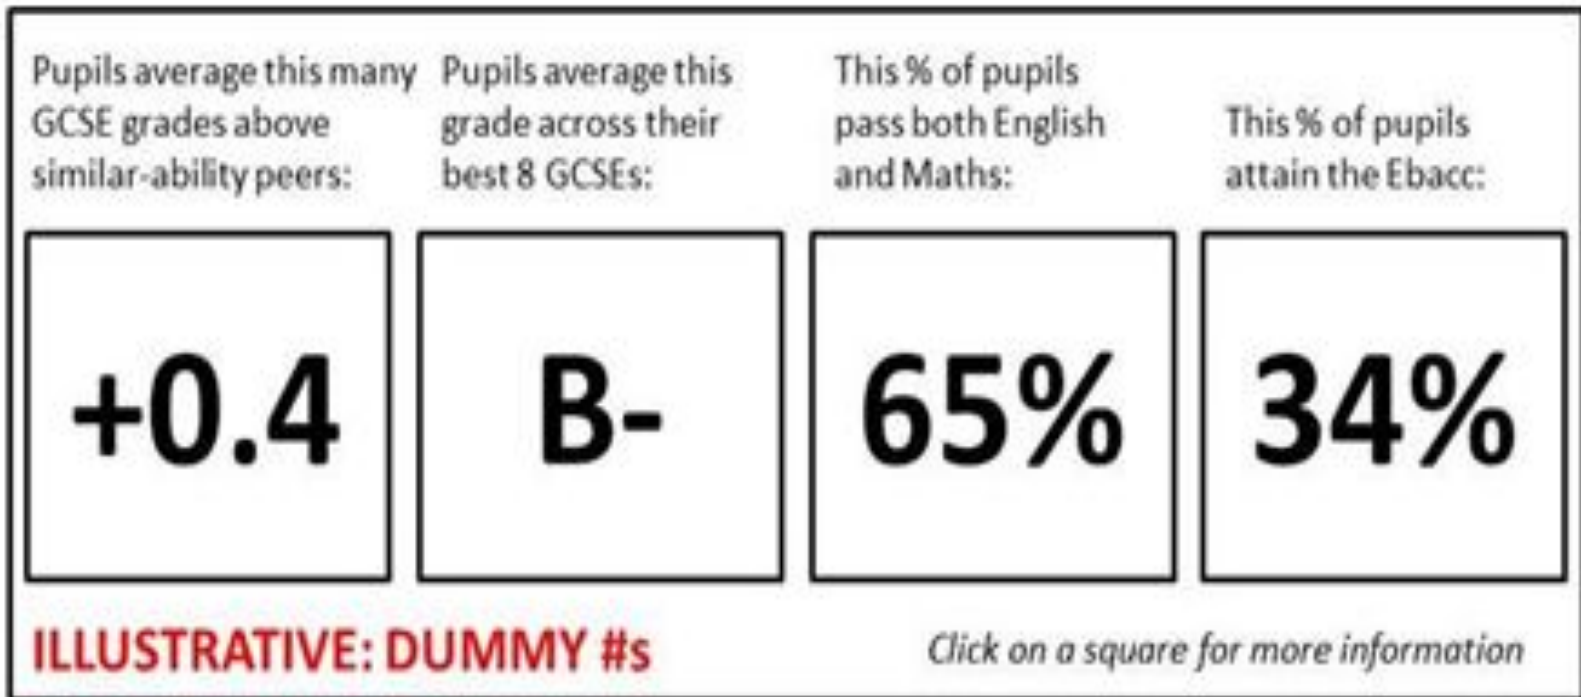 Pupils average this many
GCSE grades above
similar-ability peers:
Pupils average this
grade across their
best 8 GCSEs:
This % of pupils
pass both English
and Maths:
This % of pupils
attain the Ebacc:
+0.4
B-
65%
34%
ILLUSTRATIVE: DUMMY #s
Click on a square for more information